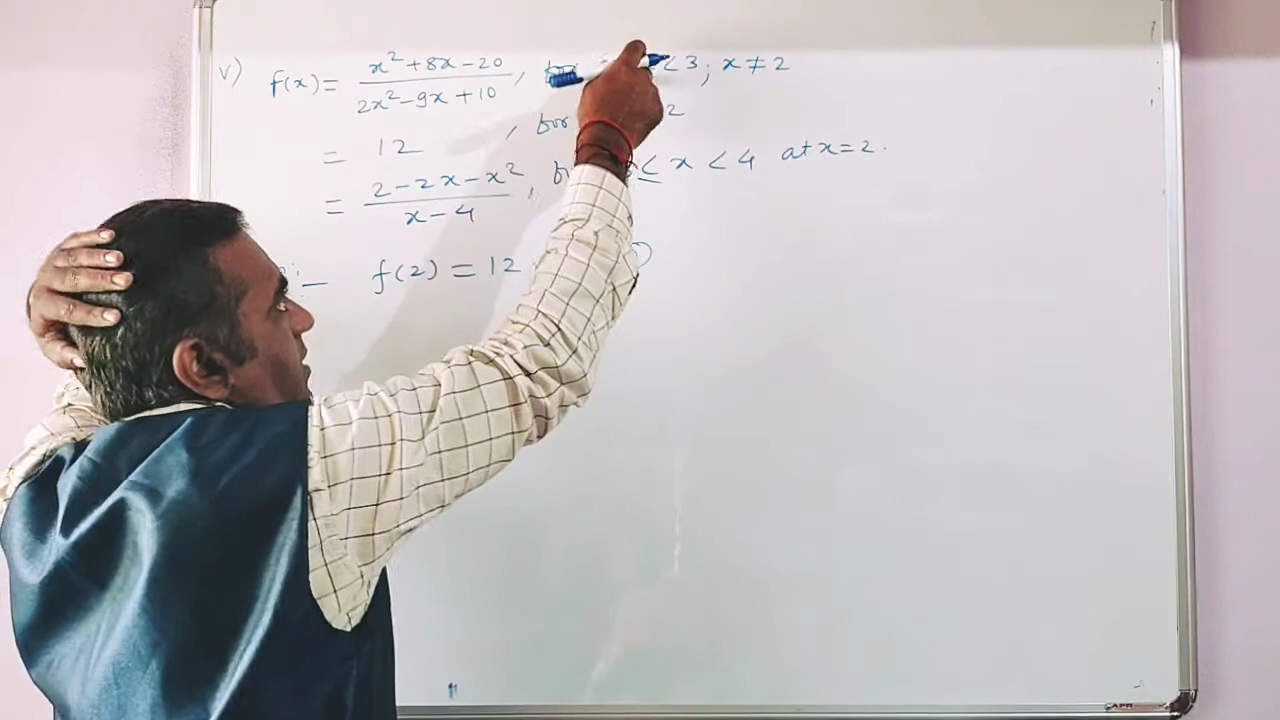 v) f(x) = x²+8x-20 / 2x²-9x+10 , for <3; x≠2
= 12 , for 2
= 2-2x-x² / x-4 , ≤ x < 4 at x=2.
:- f(2) = 12